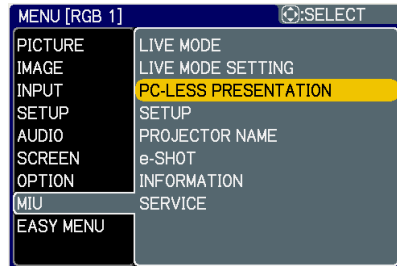 MENU [RGB 1] :SELECT
PICTURE LIVE MODE
IMAGE LIVE MODE SETTING
INPUT PC-LESS PRESENTATION
SETUP SETUP
AUDIO PROJECTOR NAME
SCREEN e-SHOT
OPTION INFORMATION
MIU SERVICE
EASY MENU